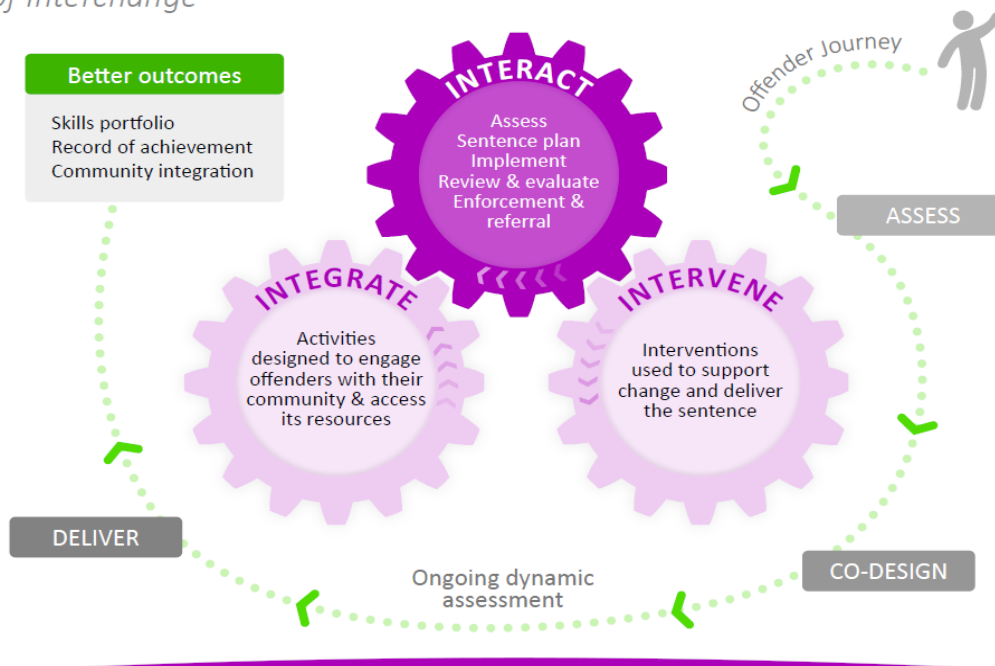 of Interchange
Better outcomes
Skills portfolio
Record of achievement
Community integration
INTERACT
Assess
Sentence plan
Implement
Review & evaluate
Enforcement &
referral
Offender Journey
ASSESS
INTEGRATE
Activities
designed to engage
offenders with their
community & access
its resources
INTERVENE
Interventions
used to support
change and deliver
the sentence
DELIVER
Ongoing dynamic
assessment
CO-DESIGN